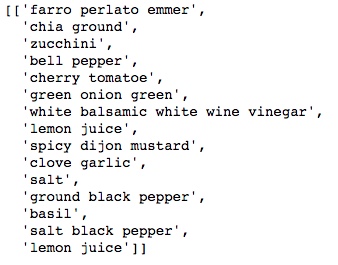 [['farro perlato emmer',
'chia ground',
'zucchini',
'bell pepper',
'cherry tomatoe',
'green onion green',
'white balsamic white wine vinegar',
'lemon juice',
'spicy dijon mustard',
'clove garlic',
'salt',
'ground black pepper',
'basil',
'salt black pepper',
'lemon juice']]